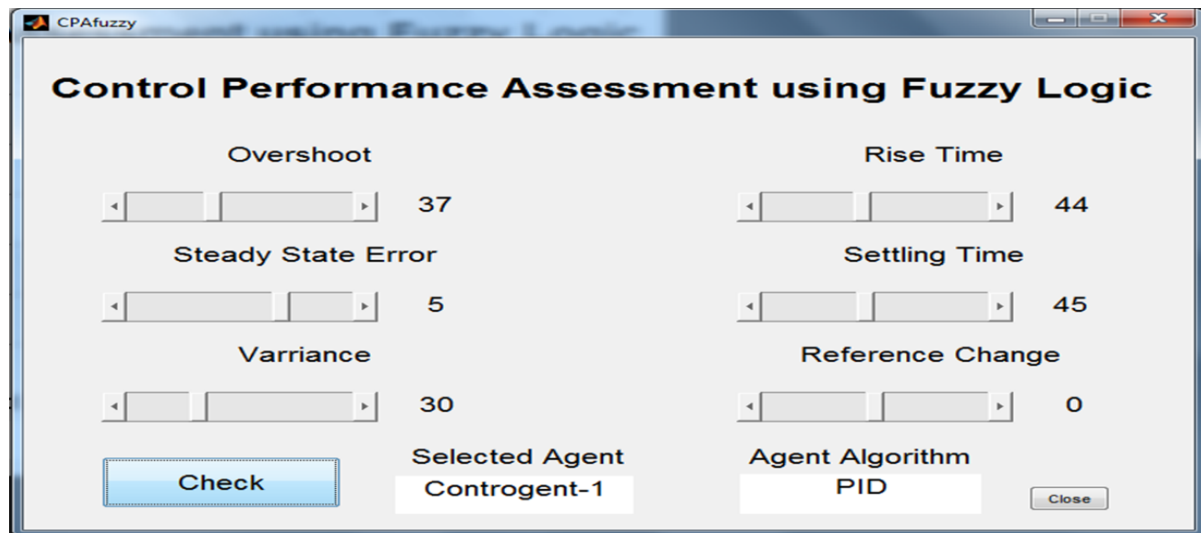 CPAfuzzy
Control Performance Assessment using Fuzzy Logic
Overshoot
Rise Time
37
44
Steady State Error
Settling Time
5
45
Varriance
Reference Change
30
0
Selected Agent
Agent Algorithm
Check
Controgent-1
PID
Close